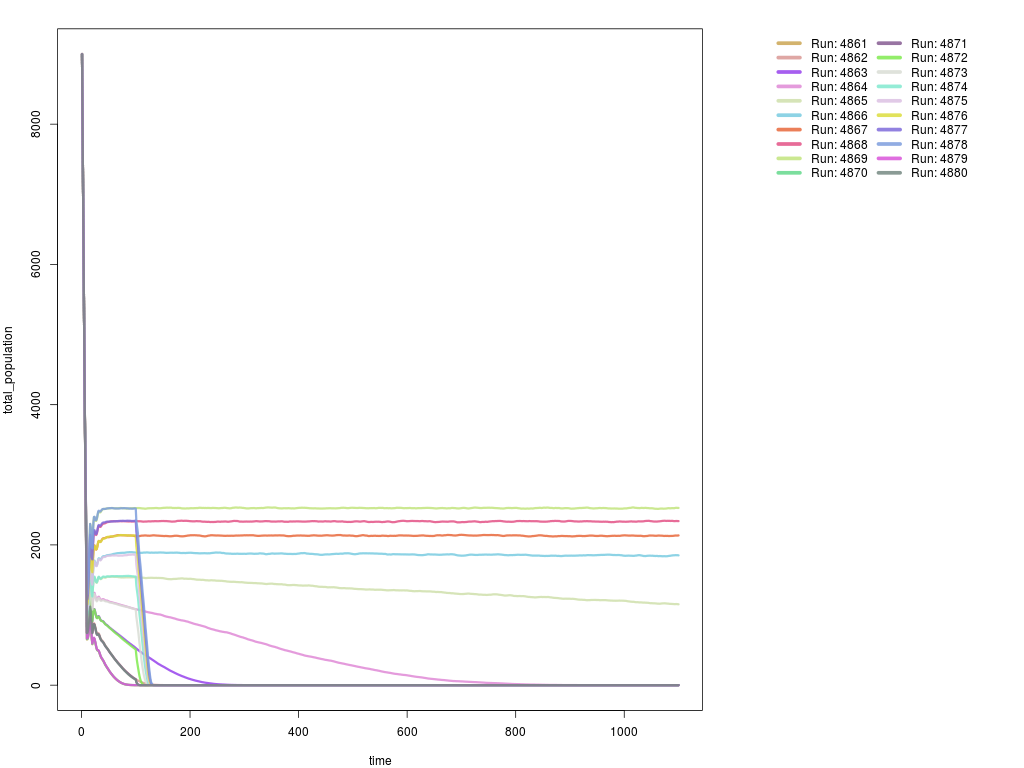 Run: 4861 Run: 4871
Run: 4862 Run: 4872
Run: 4863 Run: 4873
Run: 4864 Run: 4874
Run: 4865 Run: 4875
Run: 4866 Run: 4876
Run: 4867 Run: 4877
Run: 4868 Run: 4878
Run: 4869 Run: 4879
Run: 4870 Run: 4880
8000
6000
4000
2000
0
total_population
0 200 400 600 800 1000
time